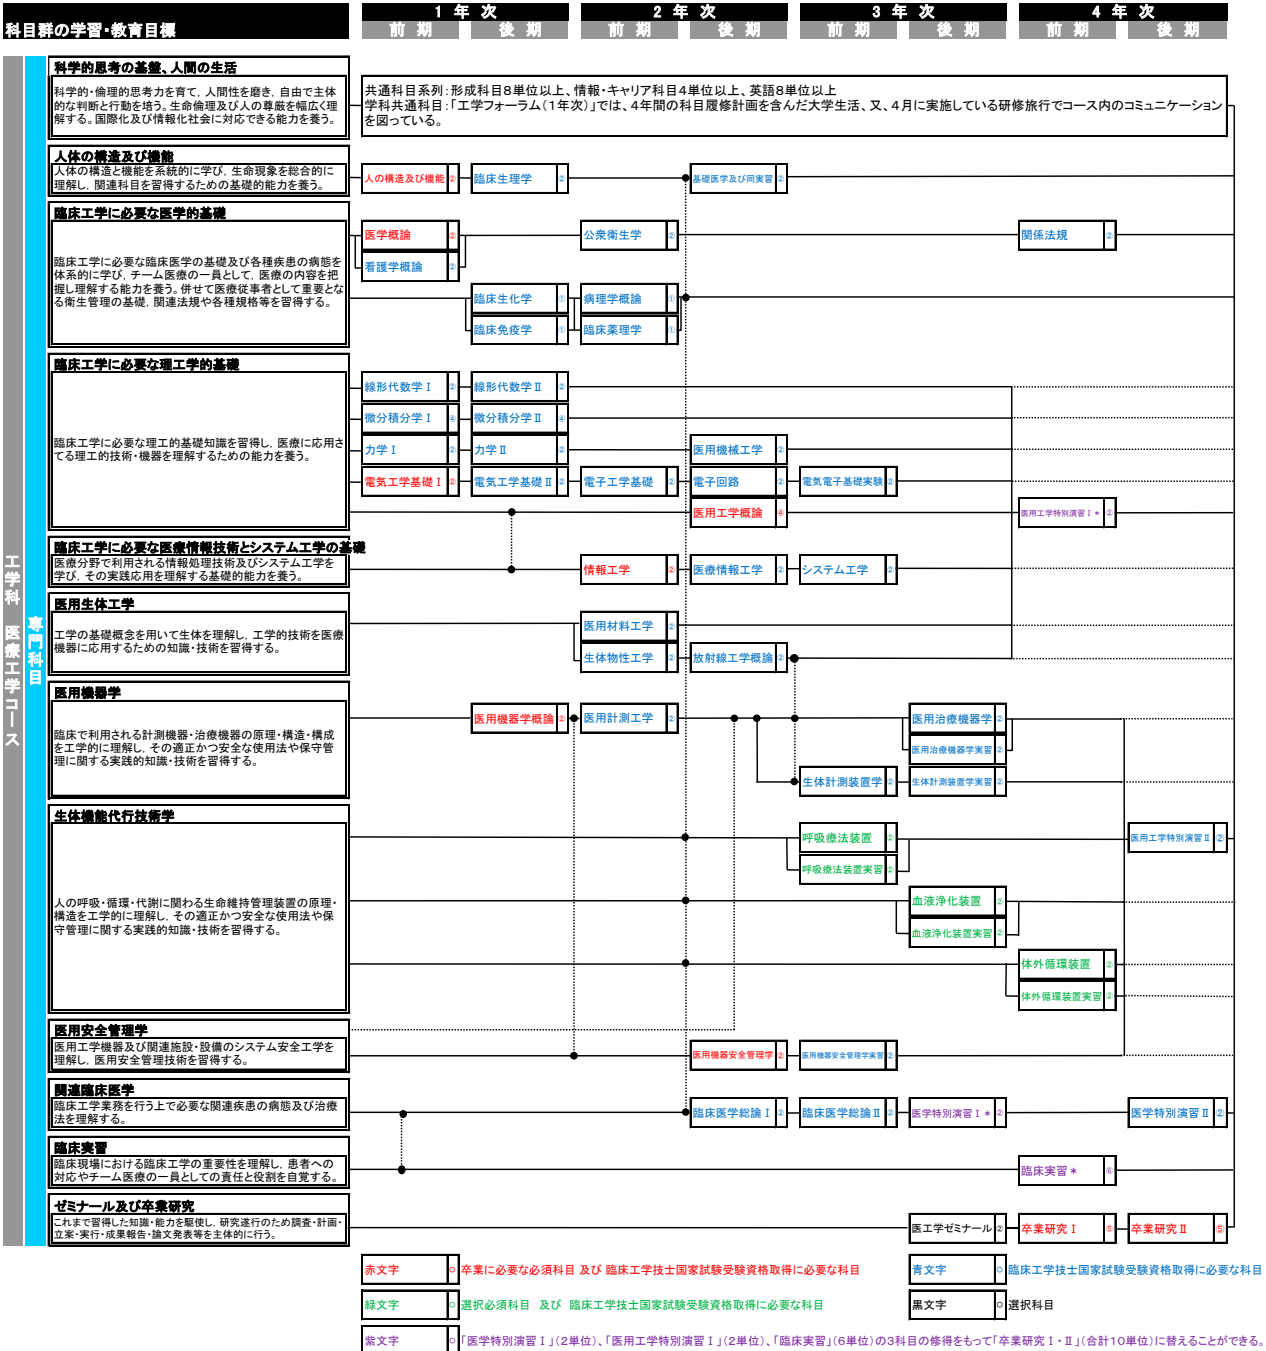 科目群の学習・教育目標
1 年 次
2 年 次
3 年 次
4 年 次
前 期
後 期
前 期
後 期
前 期
後 期
前 期
後 期
工学科 医療工学コース
専門科目
科学的思考の基盤、人間の生活
科学的・倫理的思考力を育て、人間性を磨き、自由で主体
的な判断と行動を培う。生命倫理及び人の尊厳を幅広く理
解する。国際化及び情報化社会に対応できる能力を養う。
共通科目系列：形成科目8単位以上、情報・キャリア科目4単位以上、英語8単位以上
学科共通科目：「工学フォーラム（1年次）」では、4年間の科目履修計画を含んだ大学生活、又、4月に実施している研修旅行でコース内のコミュニケーション
を図っている。
人体の構造及び機能
人体の構造と機能を系統的に学び、生命現象を総合的に
理解し、関連科目を習得するための基礎的能力を養う。
人の構造及び機能 ②
臨床生理学 ②
基礎医学及び同実習 ②
臨床工学に必要な医学的基礎
臨床工学に必要な臨床医学の基礎及び各種疾患の病態を
体系的に学び、チーム医療の一員として、医療の内容を把
握し理解する能力を養う。併せて医療従事者として重要とな
る衛生管理の基礎、関連法規や各種規格等を習得する。
医学概論 ②
公衆衛生学 ②
関係法規 ②
看護学概論 ②
臨床生化学 ①
病理学概論 ①
臨床免疫学 ①
臨床薬理学 ①
臨床工学に必要な理工学的基礎
臨床工学に必要な理工的基礎知識を習得し、医療に応用さ
てる理工的技術・機器を理解するための能力を養う。
線形代数学Ⅰ ②
線形代数学Ⅱ ②
微分積分学Ⅰ ④
微分積分学Ⅱ ④
力学Ⅰ ②
力学Ⅱ ②
医用機械工学 ②
電気工学基礎Ⅰ ②
電気工学基礎Ⅱ ②
電子工学基礎 ②
電子回路 ②
電気電子基礎実験 ②
医用工学概論 ④
医用工学特別演習Ⅰ＊ ②
臨床工学に必要な医療情報技術とシステム工学の基礎
医療分野で利用される情報処理技術及びシステム工学を
学び、その実践応用を理解する基礎的能力を養う。
情報工学 ②
医療情報工学 ②
システム工学 ②
医用生体工学
工学の基礎概念を用いて生体を理解し、工学的技術を医療
機器に応用するための知識・技術を習得する。
医用材料工学 ②
生体物性工学 ②
放射線工学概論 ②
医用機器学
臨床で利用される計測機器・治療機器の原理・構造・構成
を工学的に理解し、その適正かつ安全な使用法や保守管
理に関する実践的知識・技術を習得する。
医用機器学概論 ②
医用計測工学 ②
医用治療機器学 ②
医用治療機器学実習 ②
生体計測装置学 ②
生体計測装置学実習 ②
生体機能代行技術学
人の呼吸・循環・代謝に関わる生命維持管理装置の原理・
構造を工学的に理解し、その適正かつ安全な使用法や保
守管理に関する実践的知識・技術を習得する。
呼吸療法装置 ②
医用工学特別演習Ⅱ ②
呼吸療法装置実習 ②
血液浄化装置 ②
血液浄化装置実習 ②
体外循環装置 ②
体外循環装置実習 ②
医用安全管理学
医用工学機器及び関連施設・設備のシステム安全工学を
理解し、医用安全管理技術を習得する。
医用機器安全管理学 ②
医用機器安全管理学実習 ②
関連臨床医学
臨床工学業務を行う上で必要な関連疾患の病態及び治療
法を理解する。
臨床医学総論Ⅰ ②
臨床医学総論Ⅱ ②
医学特別演習Ⅰ＊ ②
医学特別演習Ⅱ ②
臨床実習
臨床現場における臨床工学の重要性を理解し、患者への
対応やチーム医療の一員としての責任と役割を自覚する。
臨床実習＊ ⑥
ゼミナール及び卒業研究
これまで習得した知識・能力を駆使し、研究遂行のため調査・計画・
立案・実行・成果報告・論文発表等を主体的に行う。
医工学ゼミナール ②
卒業研究Ⅰ ⑤
卒業研究Ⅱ ⑤
赤文字 ○ 卒業に必要な必須科目 及び 臨床工学技士国家試験受験資格取得に必要な科目
青文字 ○ 臨床工学技士国家試験受験資格取得に必要な科目
緑文字 ○ 選択必須科目 及び 臨床工学技士国家試験受験資格取得に必要な科目
黒文字 ○ 選択科目
紫文字 ○ 「医学特別演習Ⅰ」（2単位）、「医用工学特別演習Ⅰ」（2単位）、「臨床実習」（6単位）の3科目の修得をもって「卒業研究Ⅰ・Ⅱ」（合計10単位）に替えることができる。